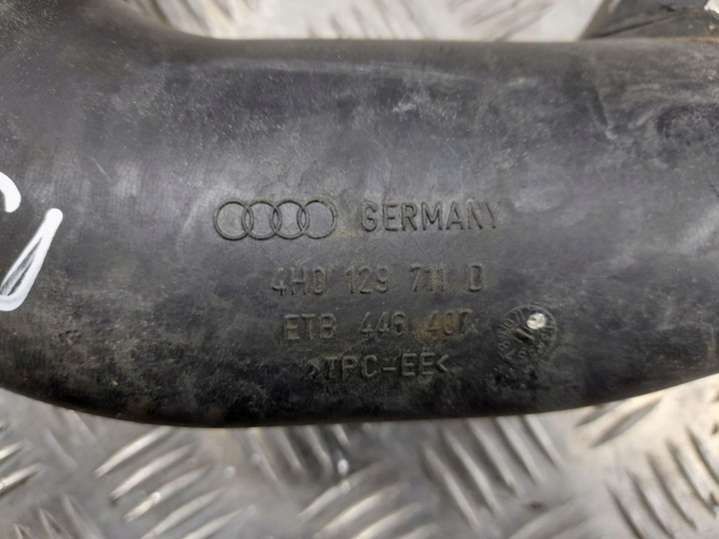 GERMANY
4H0 129 711 D
ETB 446 407
>TPC-EE<